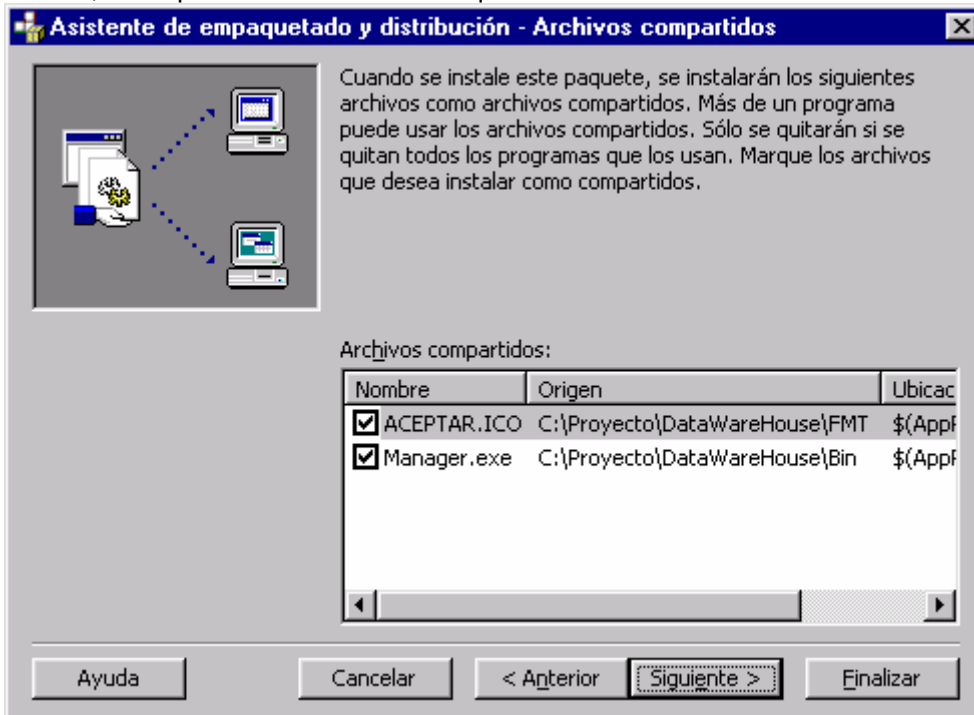 Asistente de empaquetado y distribución - Archivos compartidos
Cuando se instale este paquete, se instalarán los siguientes
archivos como archivos compartidos. Más de un programa
puede usar los archivos compartidos. Sólo se quitarán si se
quitan todos los programas que los usan. Marque los archivos
que desea instalar como compartidos.
Archivos compartidos:
Nombre Origen Ubicac
ACEPTAR.ICO C:\Proyecto\DataWareHouse\FMT $(AppP
Manager.exe C:\Proyecto\DataWareHouse\Bin $(AppP
Ayuda Cancelar < Anterior Siguiente > Finalizar